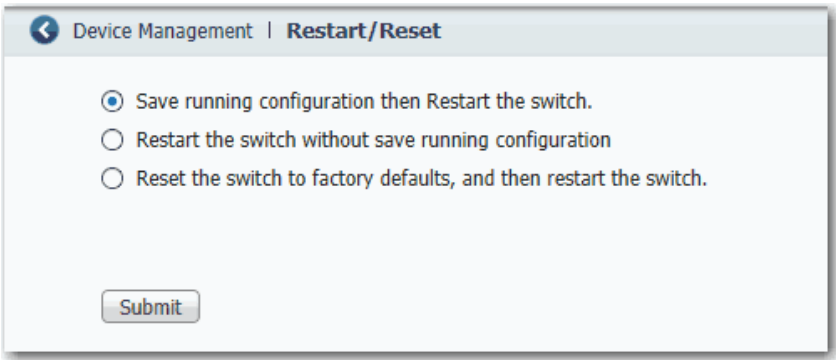 Device Management | Restart/Reset
Save running configuration then Restart the switch.
Restart the switch without save running configuration
Reset the switch to factory defaults, and then restart the switch.
Submit